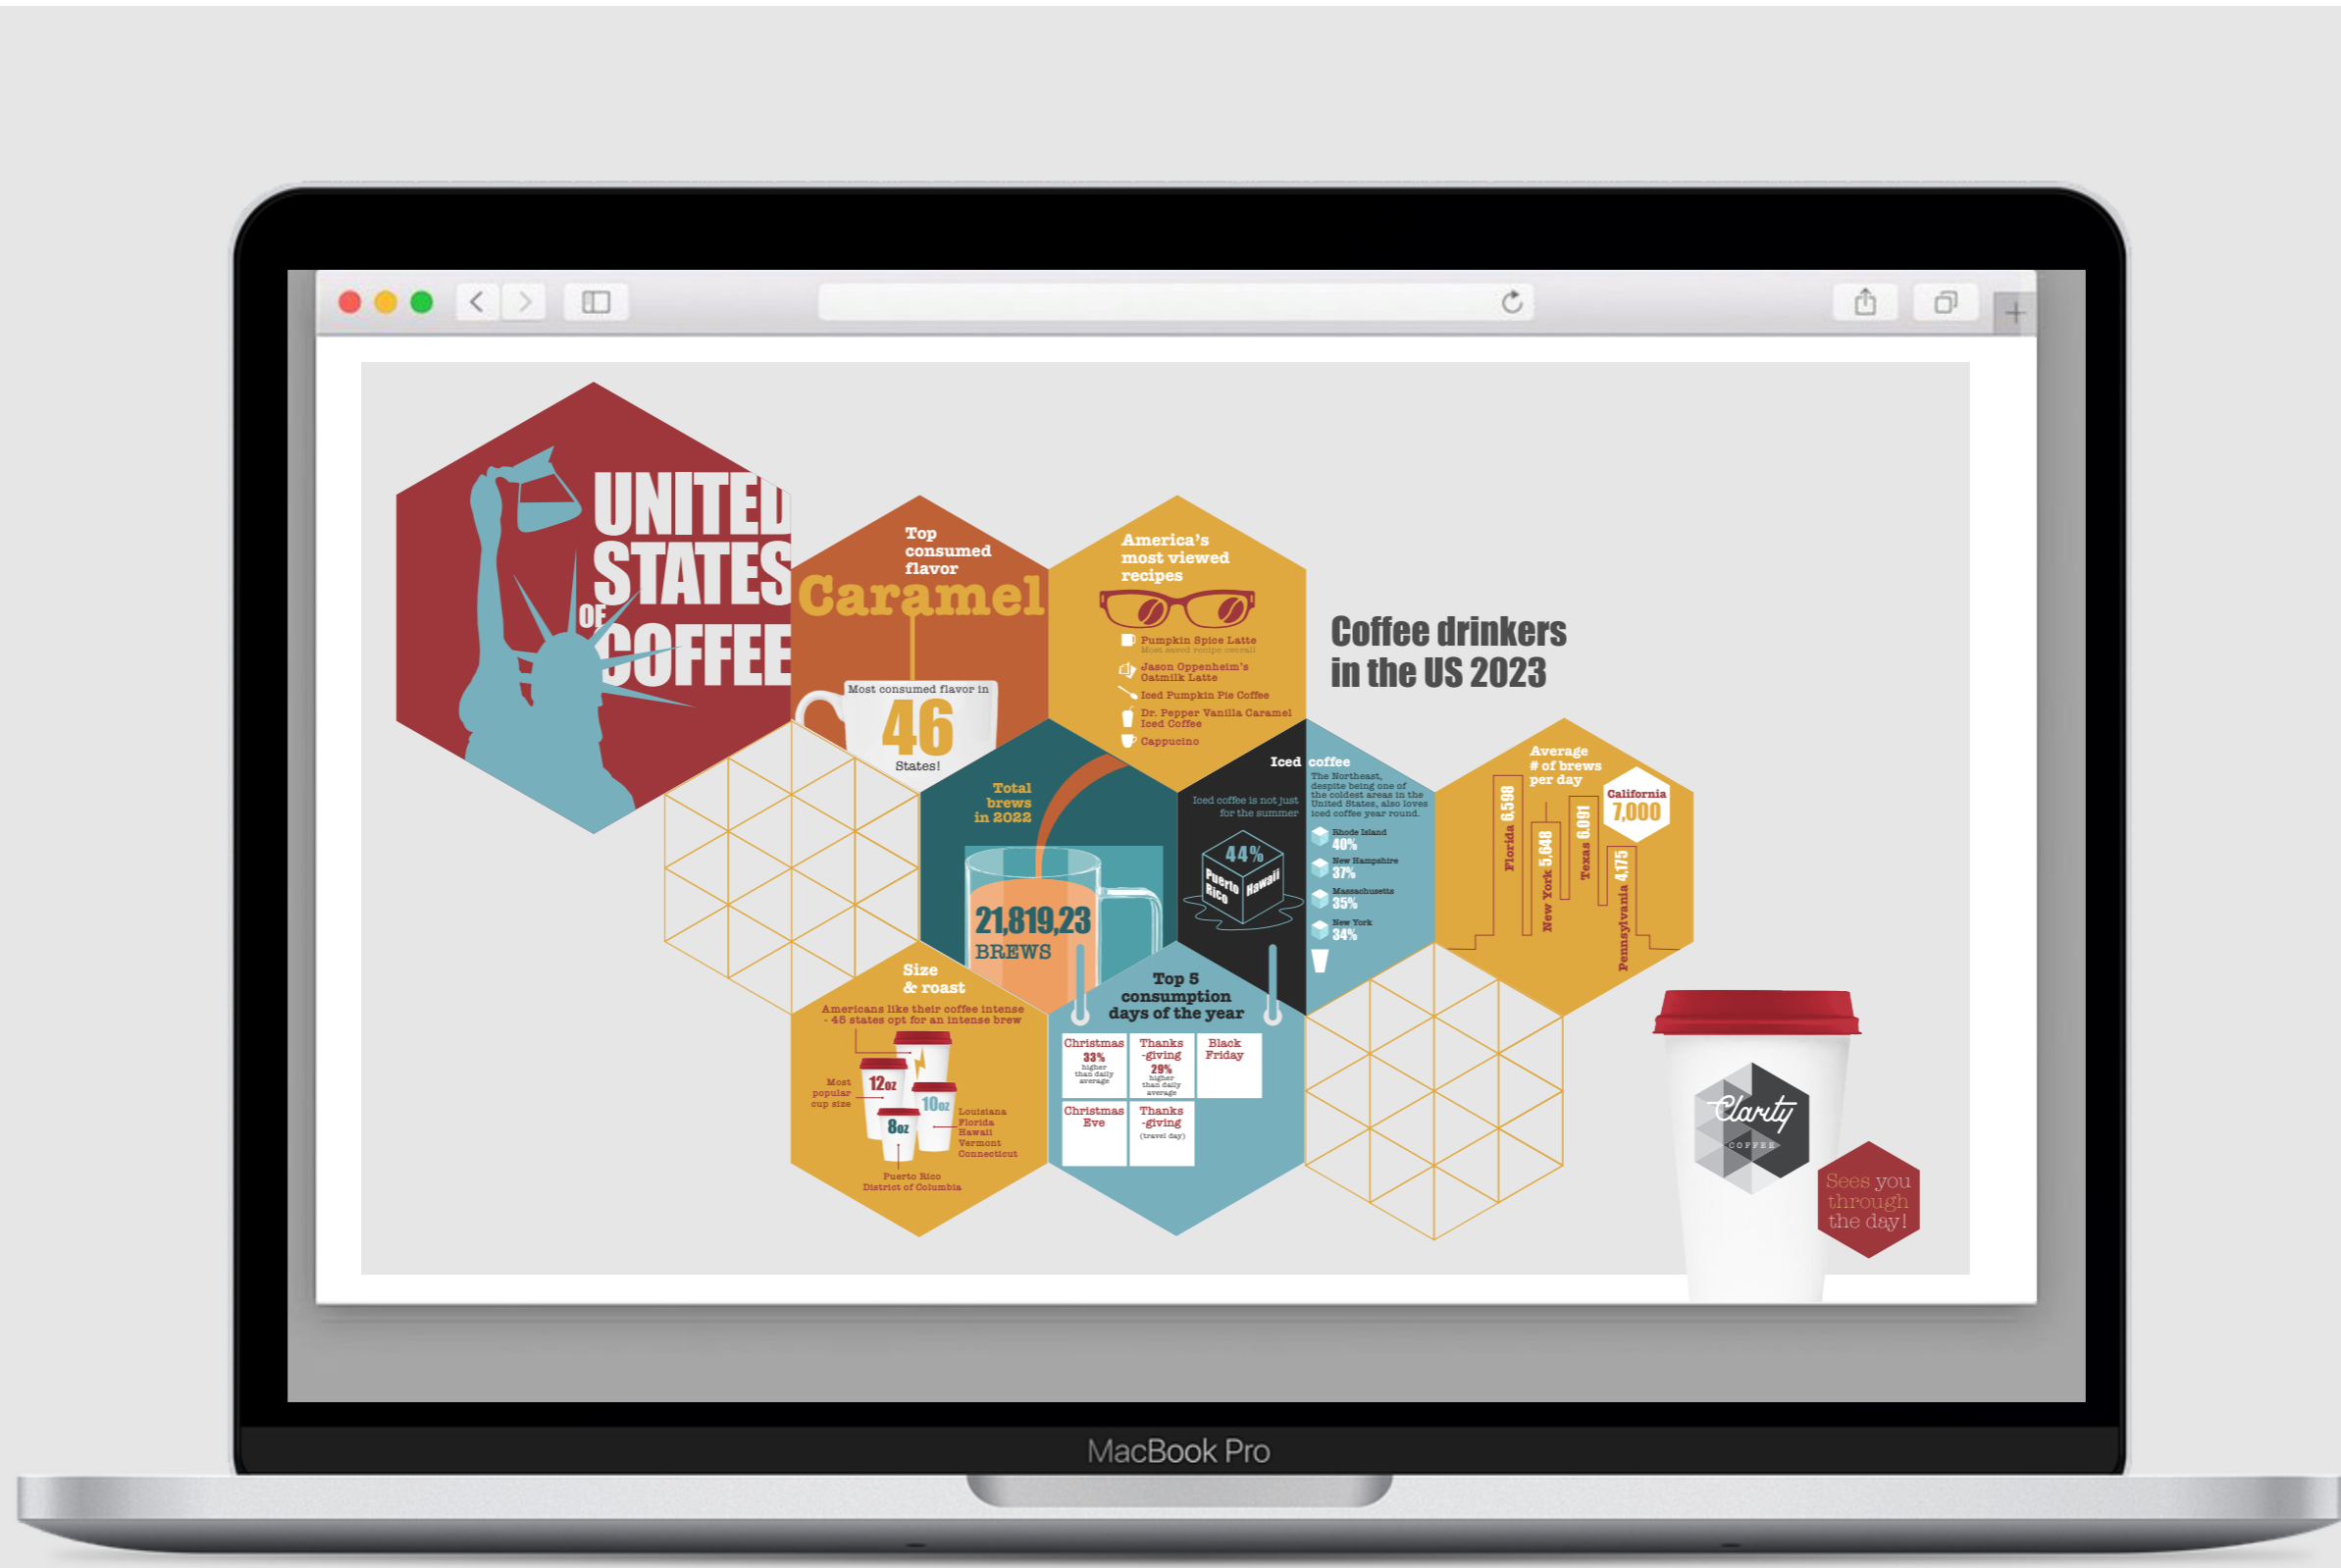 UNITED
STATES
OF
COFFEE
Top
consumed
flavor
Caramel
Most consumed flavor in
46
States!
America's
most viewed
recipes
Pumpkin Spice Latte
Most saved recipe overall
Jason Oppenheim's
Oatmilk Latte
Iced Pumpkin Pie Coffee
Dr. Pepper Vanilla Caramel
Iced Coffee
Cappucino
Coffee drinkers
in the US 2023
Total
brews
in 2022
21,819,23
BREWS
Iced coffee
Iced coffee is not just
for the summer
44%
Puerto
Rico
Hawaii
The Northeast,
despite being one of
the coldest areas in the
United States, also loves
iced coffee year round.
Rhode Island
40%
New Hampshire
37%
Massachusetts
35%
New York
34%
Average
# of brews
per day
Florida 6,598
New York 5,648
Texas 6.091
Pennsylvania 4,175
California
7,000
Size
& roast
Americans like their coffee intense
- 48 states opt for an intense brew
Most
popular
cup size
12oz
10oz
8oz
Louisiana
Florida
Hawaii
Vermont
Connecticut
Puerto Rico
District of Columbia
Top 5
consumption
days of the year
Christmas
33%
higher
than daily
average
Thanks
-giving
29%
higher
than daily
average
Black
Friday
Christmas
Eve
Thanks
-giving
(travel day)
Clarity
COFFEE
Sees you
through
the day!
MacBook Pro